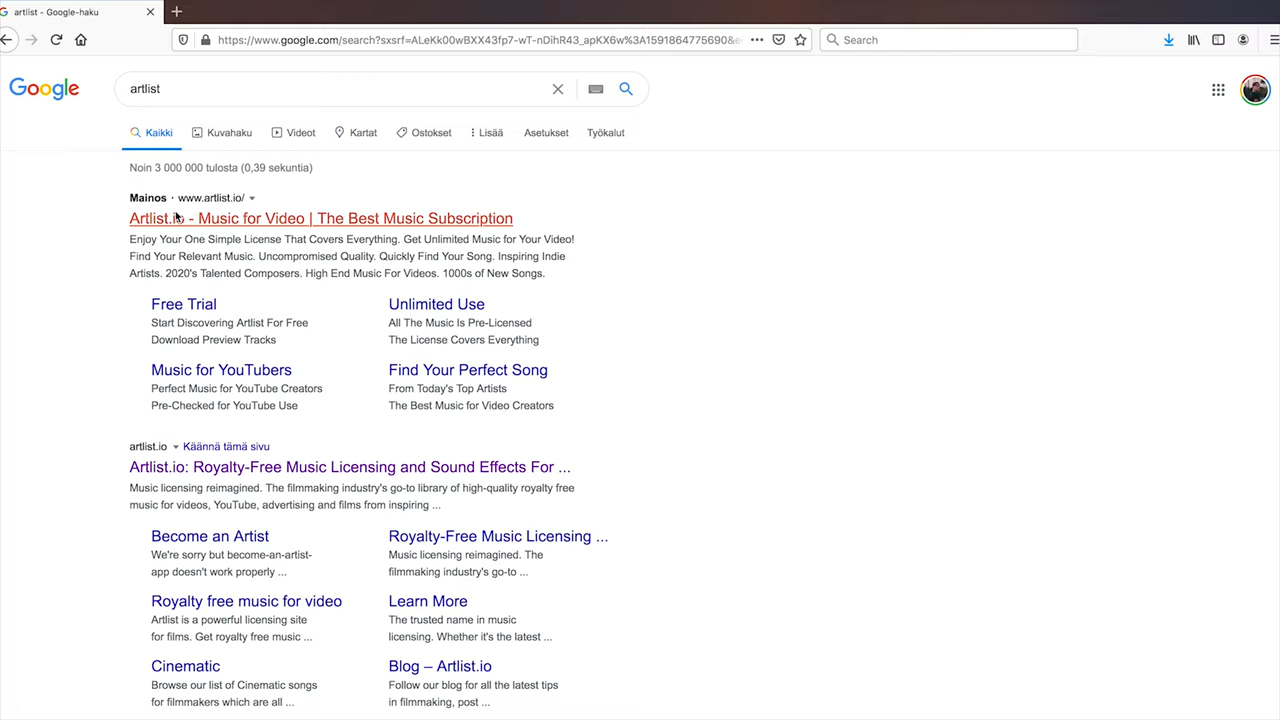 artlist - Google-haku
https://www.google.com/search?sxsrf=ALeKk00wBXX43fp7-wT-nDihR43_apKX6w%3A1591864775690&e
Search
Google
artlist
Kaikki Kuvahaku Videot Kartat Ostokset Lisää Asetukset Työkalut
Noin 3 000 000 tulosta (0,39 sekuntia)
Mainos · www.artlist.io/
Artlist.io - Music for Video | The Best Music Subscription
Enjoy Your One Simple License That Covers Everything. Get Unlimited Music for Your Video!
Find Your Relevant Music. Uncompromised Quality. Quickly Find Your Song. Inspiring Indie
Artists. 2020's Talented Composers. High End Music For Videos. 1000s of New Songs.
Free Trial
Start Discovering Artlist For Free
Download Preview Tracks
Unlimited Use
All The Music Is Pre-Licensed
The License Covers Everything
Music for YouTubers
Perfect Music for YouTube Creators
Pre-Checked for YouTube Use
Find Your Perfect Song
From Today's Top Artists
The Best Music for Video Creators
artlist.io Käännä tämä sivu
Artlist.io: Royalty-Free Music Licensing and Sound Effects For ...
Music licensing reimagined. The filmmaking industry's go-to library of high-quality royalty free
music for videos, YouTube, advertising and films from inspiring ...
Become an Artist
We're sorry but become-an-artist-
app doesn't work properly ...
Royalty-Free Music Licensing ...
Music licensing reimagined. The
filmmaking industry's go-to ...
Royalty free music for video
Artlist is a powerful licensing site
for films. Get royalty free music ...
Learn More
The trusted name in music
licensing. Whether it's the latest ...
Cinematic
Browse our list of Cinematic songs
for filmmakers which are all ...
Blog – Artlist.io
Follow our blog for all the latest tips
in filmmaking, post ...